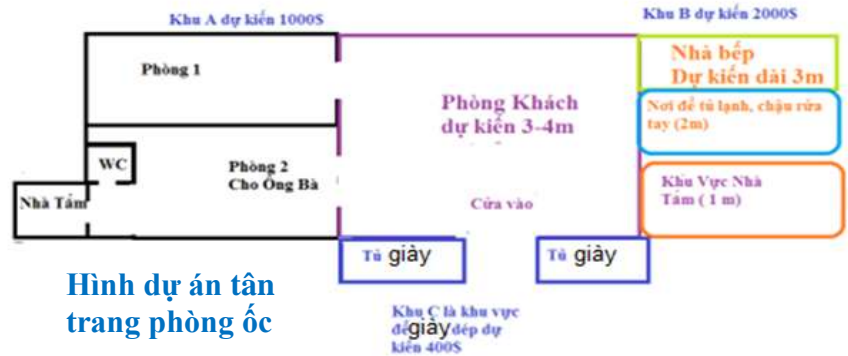 Khu A dự kiến 1000$
Khu B dự kiến 2000$
Phòng 1
Phòng Khách
dự kiến 3-4m
Nhà bếp
Dự kiến dài 3m
Nơi để tủ lạnh, chậu rửa
tay (2m)
WC
Phòng 2
Cho Ông Bà
Nhà Tắm
Cửa vào
Khu Vực Nhà
Tắm ( 1 m)
Tủ giày
Tủ giày
Hình dự án tân
trang phòng ốc
Khu C là khu vực
để giày dép dự
kiến 400$